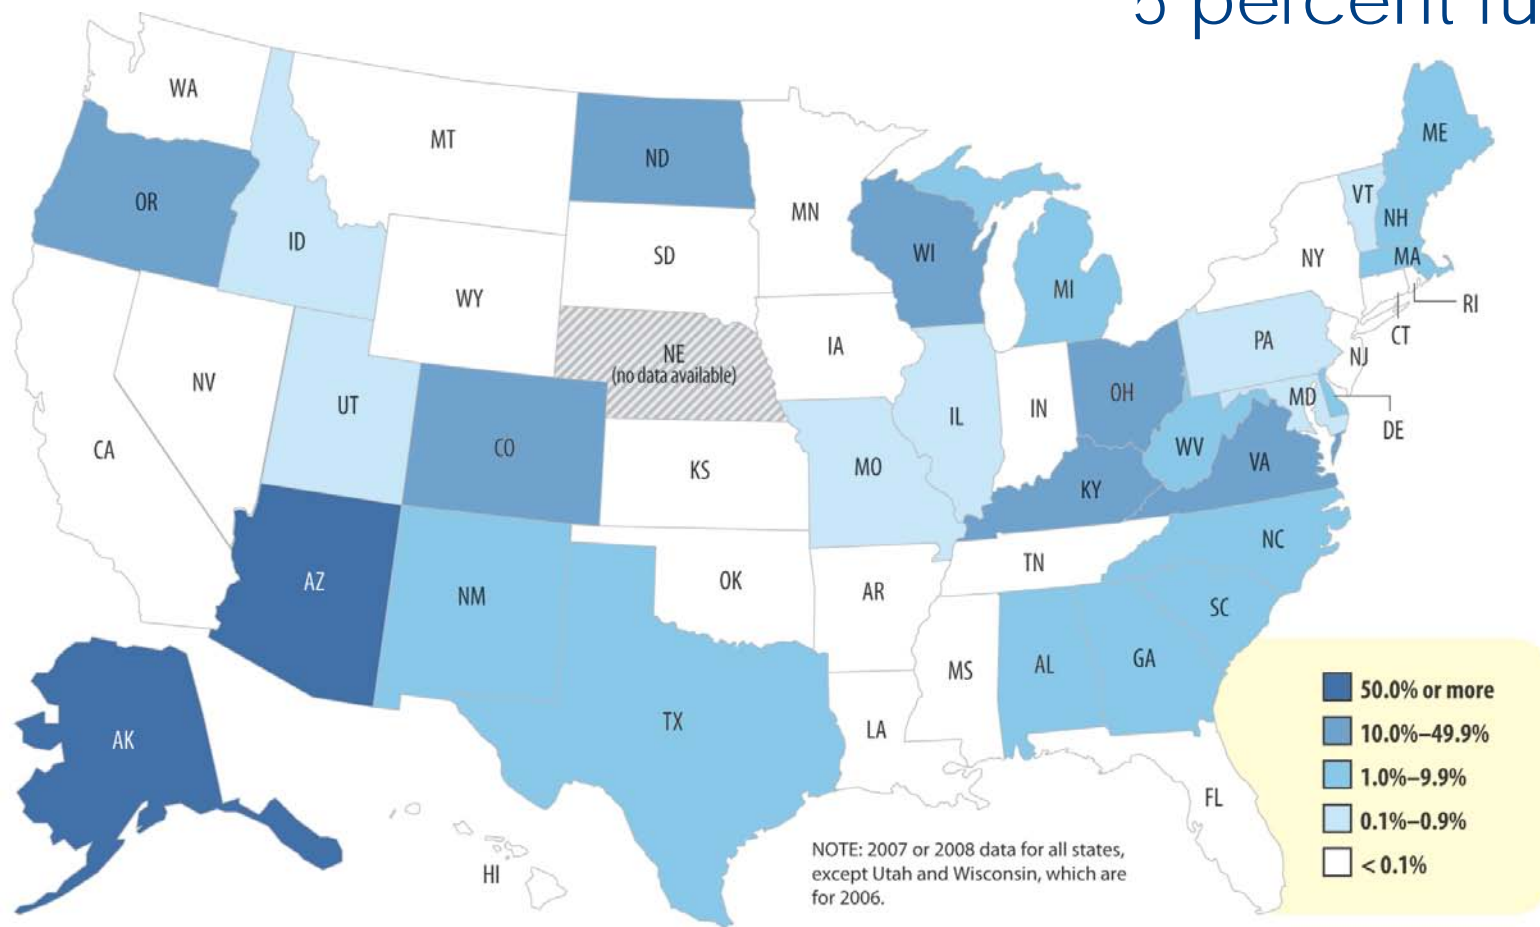 5 percent fu
WA
MT
ND
MN
ME
OR
ID
SD
WI
VT
NH
WY
MI
NY
MA
RI
CT
NE
(no data available)
IA
PA
NJ
NV
UT
CO
IL
IN
OH
MD
DE
CA
KS
MO
WV
VA
KY
NC
AZ
NM
OK
AR
TN
SC
MS
AL
GA
AK
TX
LA
FL
HI
50.0% or more
10.0%–49.9%
1.0%–9.9%
0.1%–0.9%
< 0.1%
NOTE: 2007 or 2008 data for all states,
except Utah and Wisconsin, which are
for 2006.